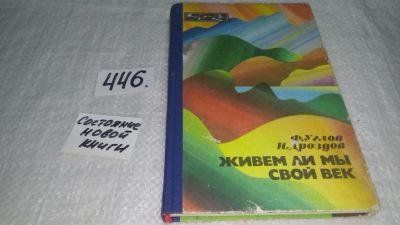 446.
Состояние
новой
книги
Ф.Углов
И.Дроздов
ЖИВЕМ ЛИ МЫ
СВОЙ ВЕК